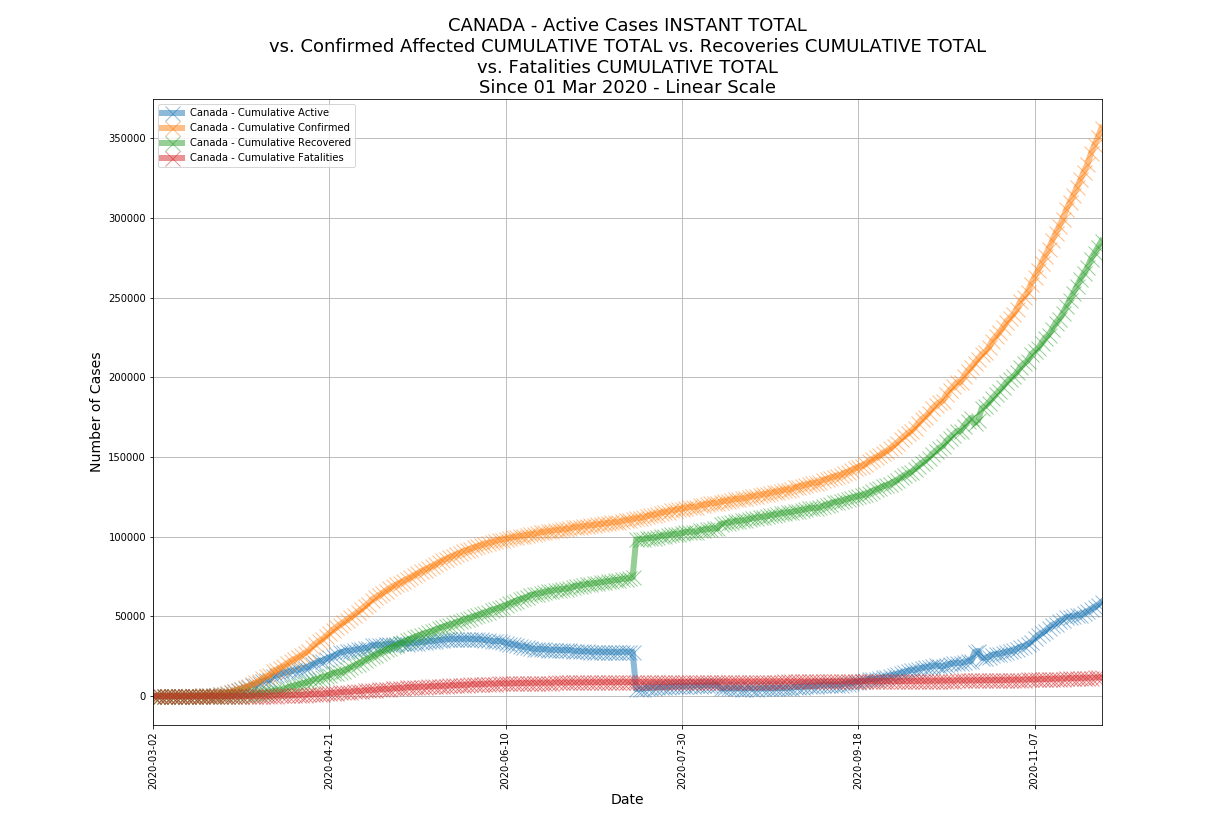 CANADA - Active Cases INSTANT TOTAL
vs. Confirmed Affected CUMULATIVE TOTAL vs. Recoveries CUMULATIVE TOTAL
vs. Fatalities CUMULATIVE TOTAL
Since 01 Mar 2020 - Linear Scale
Canada - Cumulative Active
Canada - Cumulative Confirmed
Canada - Cumulative Recovered
Canada - Cumulative Fatalities
Number of Cases
350000
300000
250000
200000
150000
100000
50000
0
2020-03-02
2020-04-21
2020-06-10
2020-07-30
2020-09-18
2020-11-07
Date